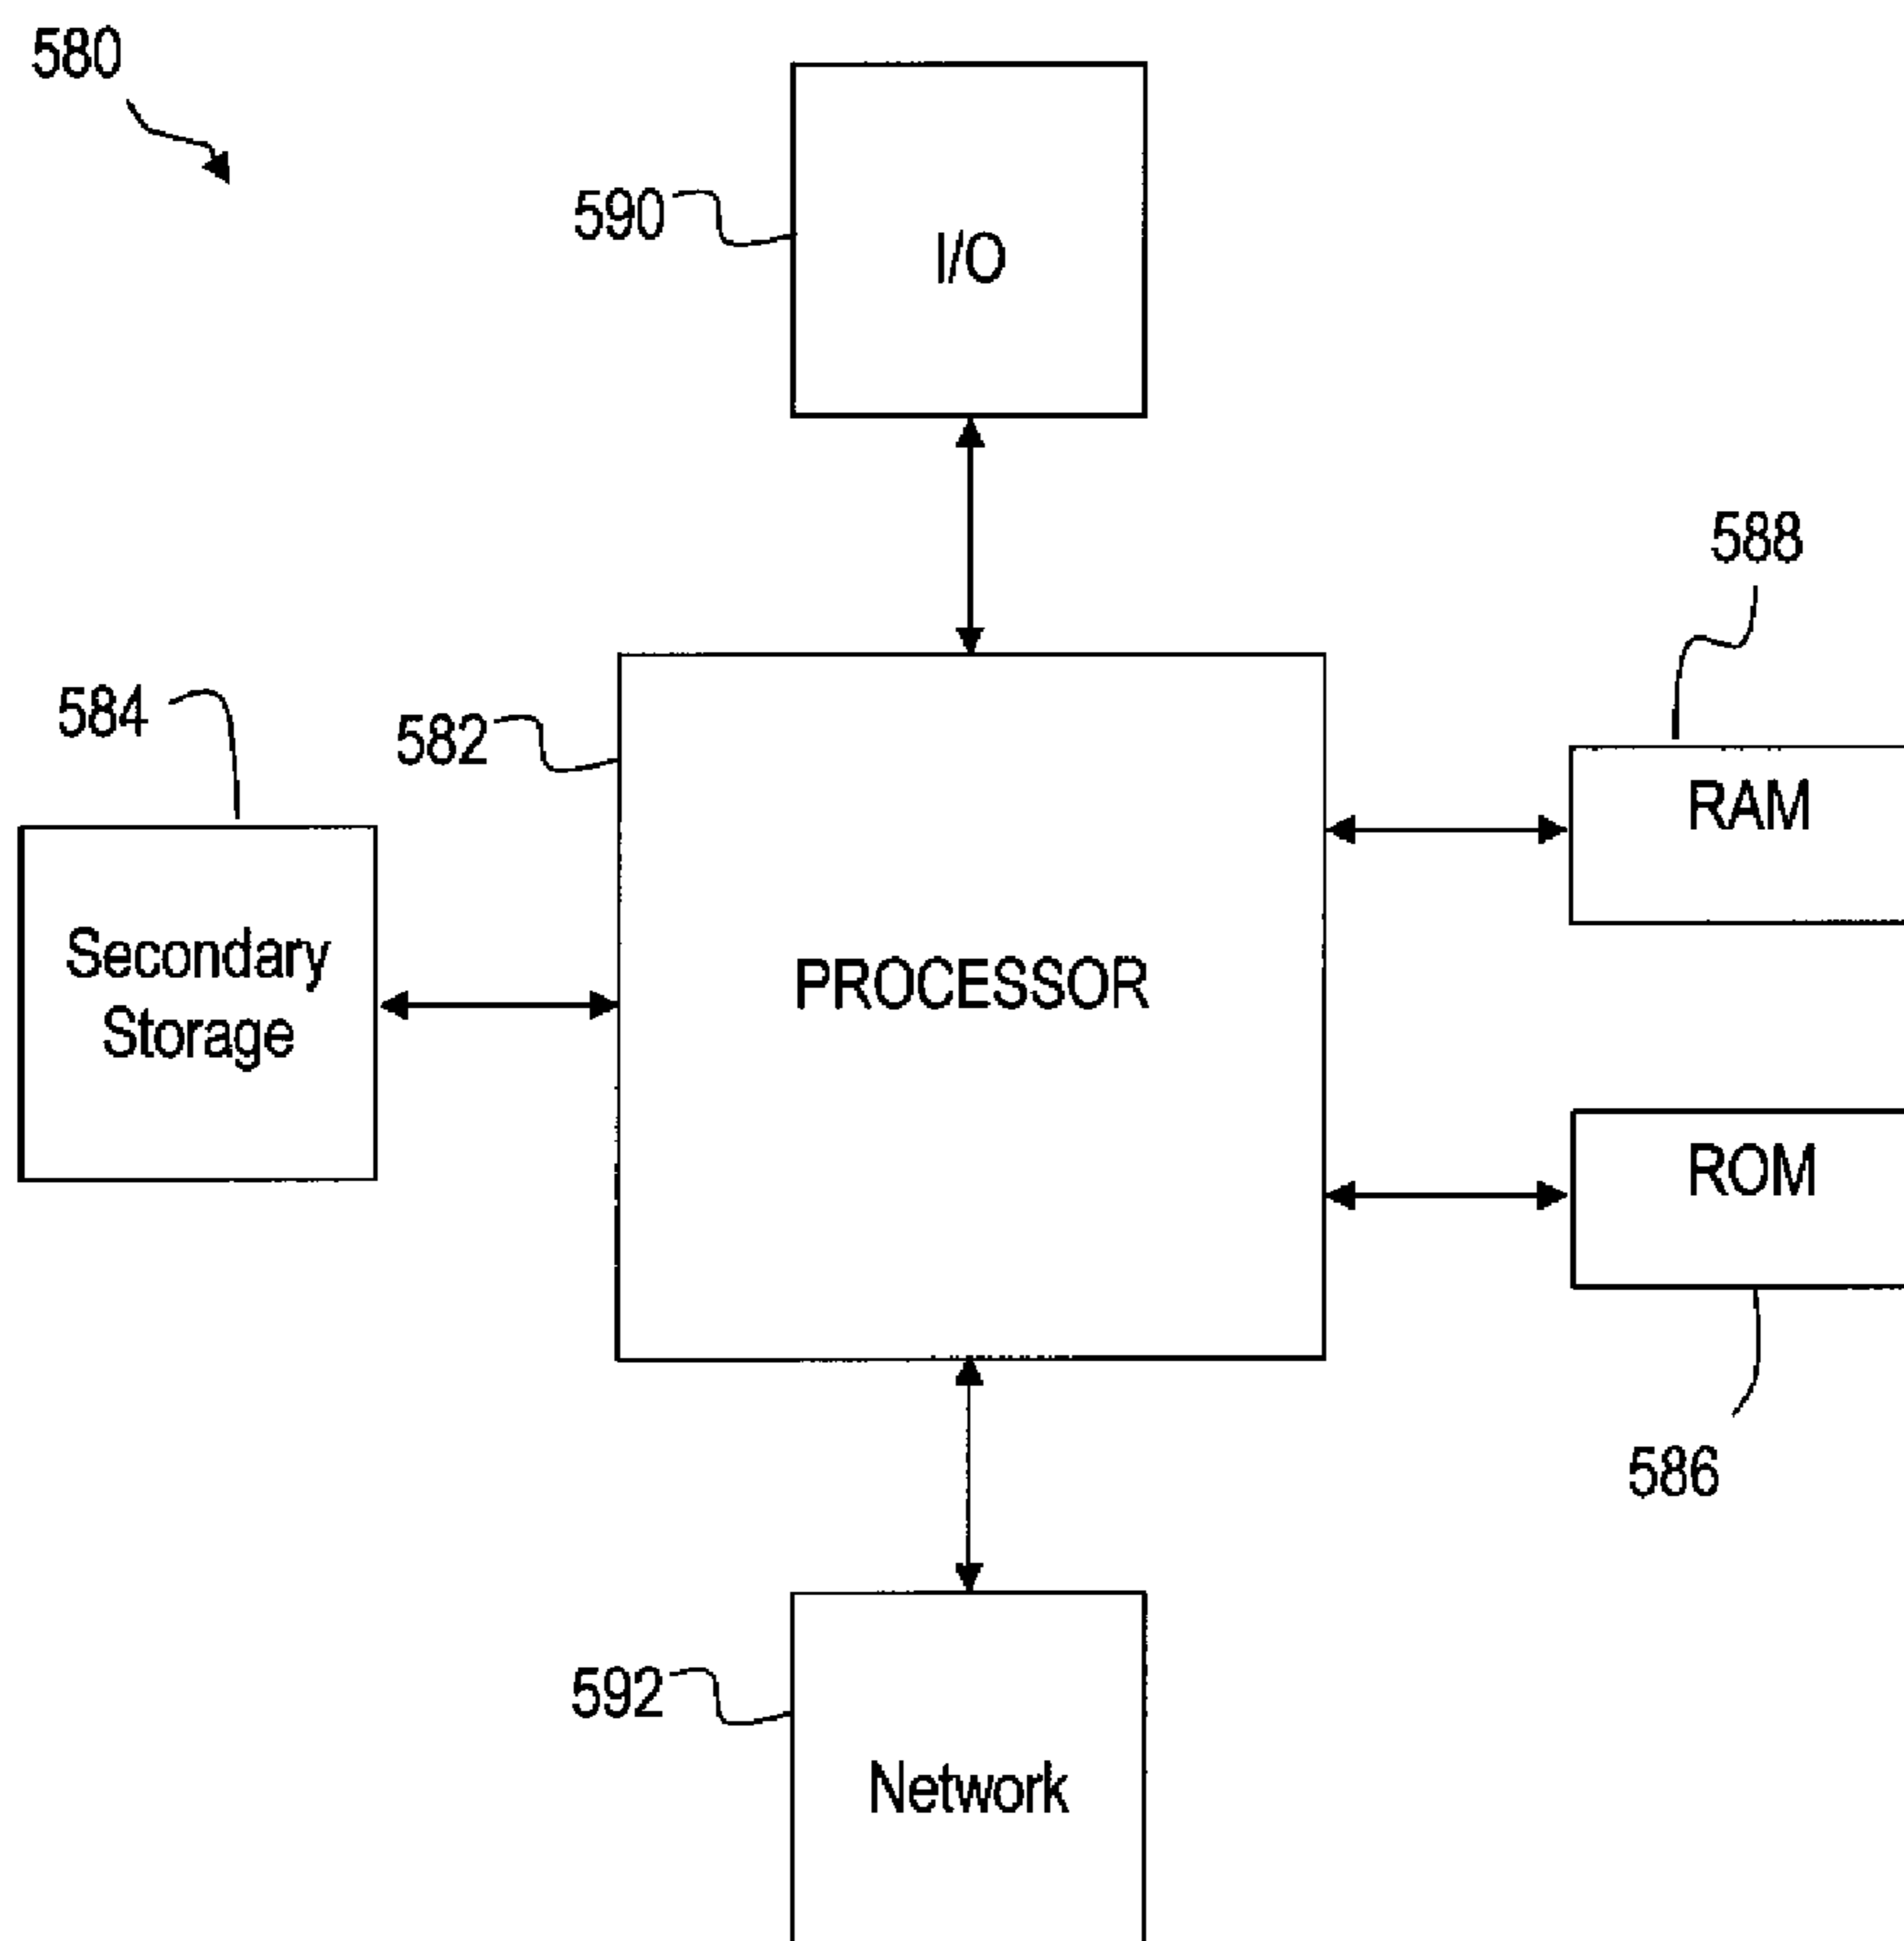 580
590
I/O
588
584
582
RAM
Secondary
Storage
PROCESSOR
ROM
586
592
Network